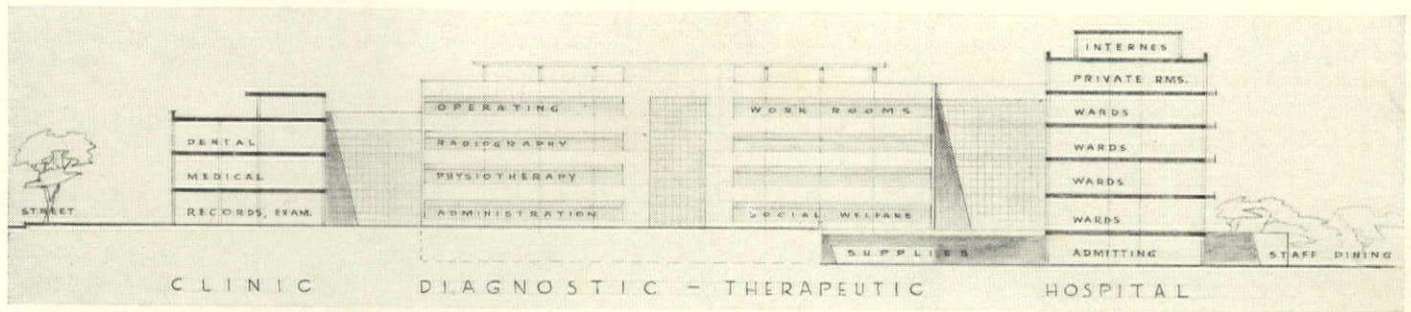 INTERNES
PRIVATE RMS.
OPERATING
WORK ROOMS
WARDS
DENTAL
RADIOGRAPHY
WARDS
MEDICAL
PHYSIOTHERAPY
WARDS
STREET
RECORDS, EXAM.
ADMINISTRATION
SOCIAL WELFARE
WARDS
SUPPLIES
ADMITTING
STAFF DINING
CLINIC
DIAGNOSTIC - THERAPEUTIC
HOSPITAL